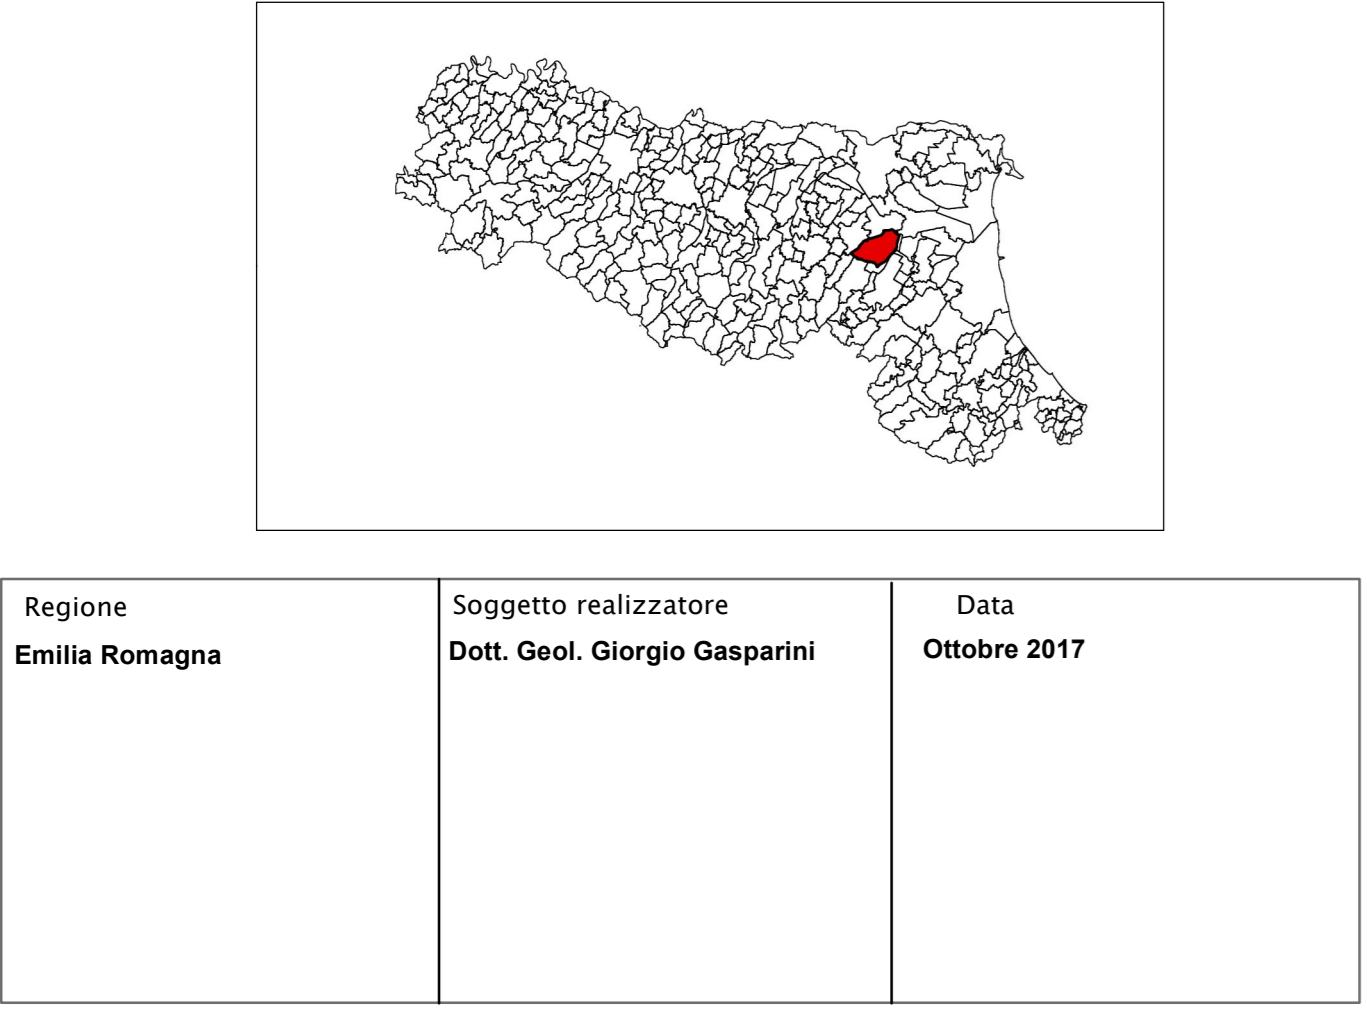 Regione
Emilia Romagna
Soggetto realizzatore
Dott. Geol. Giorgio Gasparini
Data
Ottobre 2017